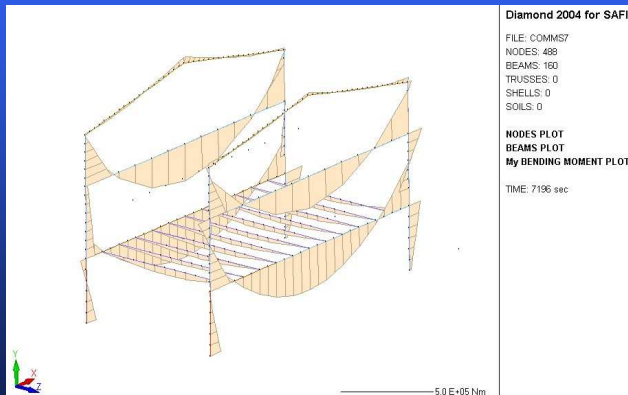 Diamond 2004 for SAFI
FILE: COMMS7
NODES: 488
BEAMS: 160
TRUSSES: 0
SHELLS: 0
SOILS: 0
NODES PLOT
BEAMS PLOT
My BENDING MOMENT PLOT
TIME: 7196 sec
Y
X
Z
5.0 E+05 Nm